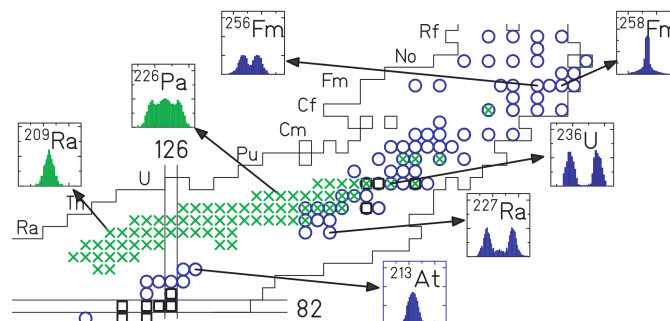 Rf
²⁵⁶Fm
²⁵⁸Fm
No
²²⁶Pa
Fm
Cf
²⁰⁹Ra
Cm
²³⁶U
126
Pu
U
Th
²²⁷Ra
Ra
²¹³At
82